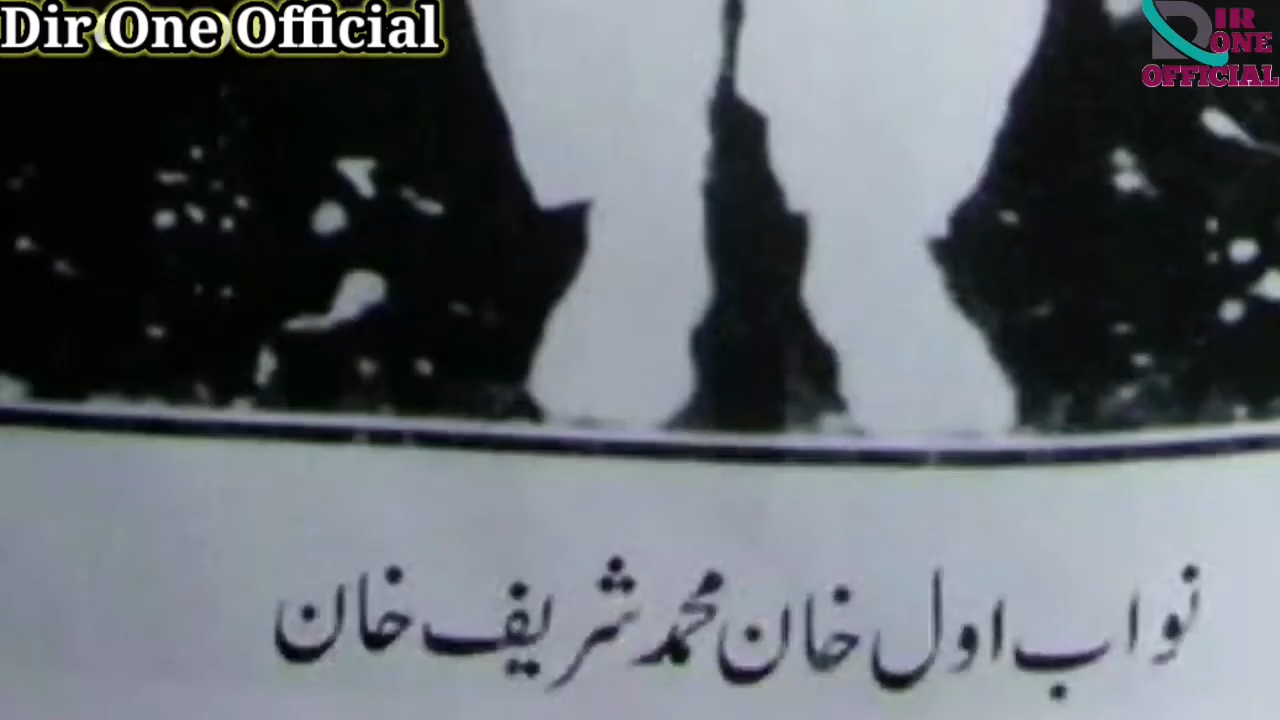 Dir One Official
DIR
ONE
OFFICIAL
نواب اول خان محمد شریف خان